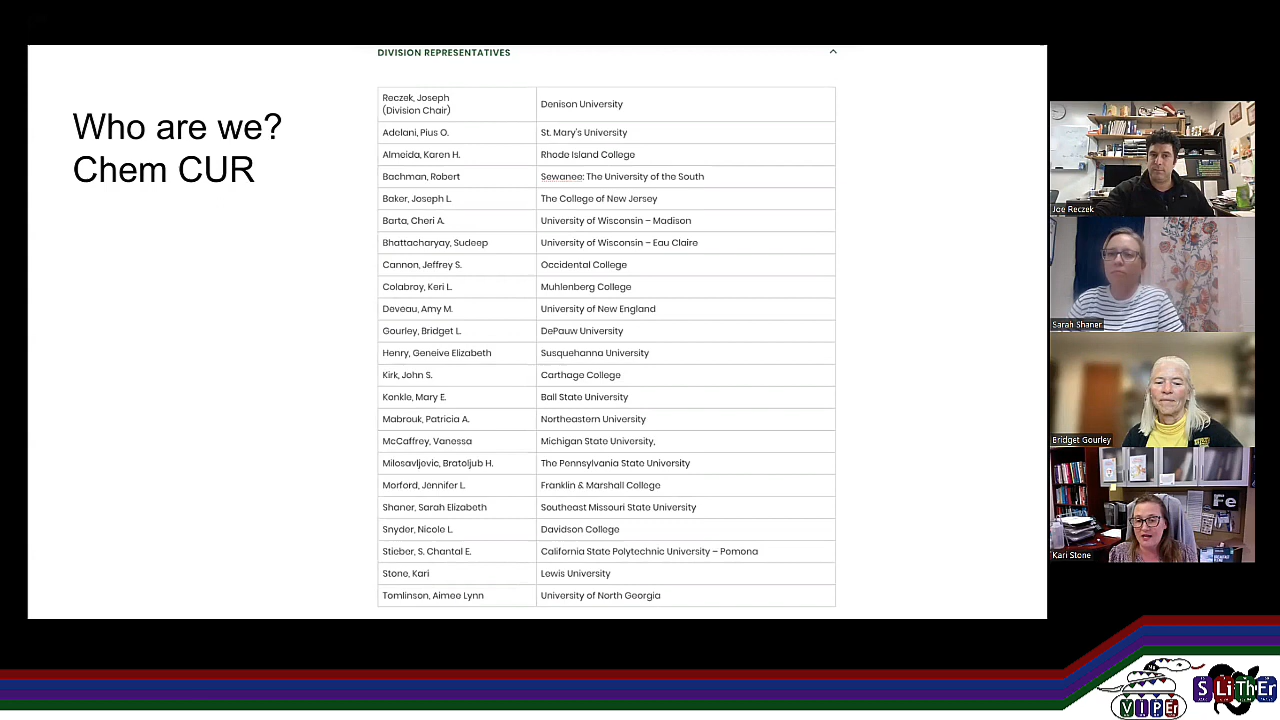 DIVISION REPRESENTATIVES
Who are we?
Chem CUR
Reczek, Joseph
(Division Chair)
Denison University
Adelani, Pius O.
St. Mary's University
Almeida, Karen H.
Rhode Island College
Bachman, Robert
Sewanee: The University of the South
Baker, Joseph L.
The College of New Jersey
Barta, Cheri A.
University of Wisconsin – Madison
Bhattacharyay, Sudeep
University of Wisconsin – Eau Claire
Cannon, Jeffrey S.
Occidental College
Colabroy, Keri L.
Muhlenberg College
Deveau, Amy M.
University of New England
Gourley, Bridget L.
DePauw University
Henry, Geneive Elizabeth
Susquehanna University
Kirk, John S.
Carthage College
Konkle, Mary E.
Ball State University
Mabrouk, Patricia A.
Northeastern University
McCaffrey, Vanessa
Michigan State University,
Milosavljevic, Bratoljub H.
The Pennsylvania State University
Morford, Jennifer L.
Franklin & Marshall College
Shaner, Sarah Elizabeth
Southeast Missouri State University
Snyder, Nicole L.
Davidson College
Stieber, S. Chantal E.
California State Polytechnic University – Pomona
Stone, Kari
Lewis University
Tomlinson, Aimee Lynn
University of North Georgia
Joe Reczek
Sarah Shaner
Bridget Gourley
Fe
Kari Stone
VIPEr
S LiThEr